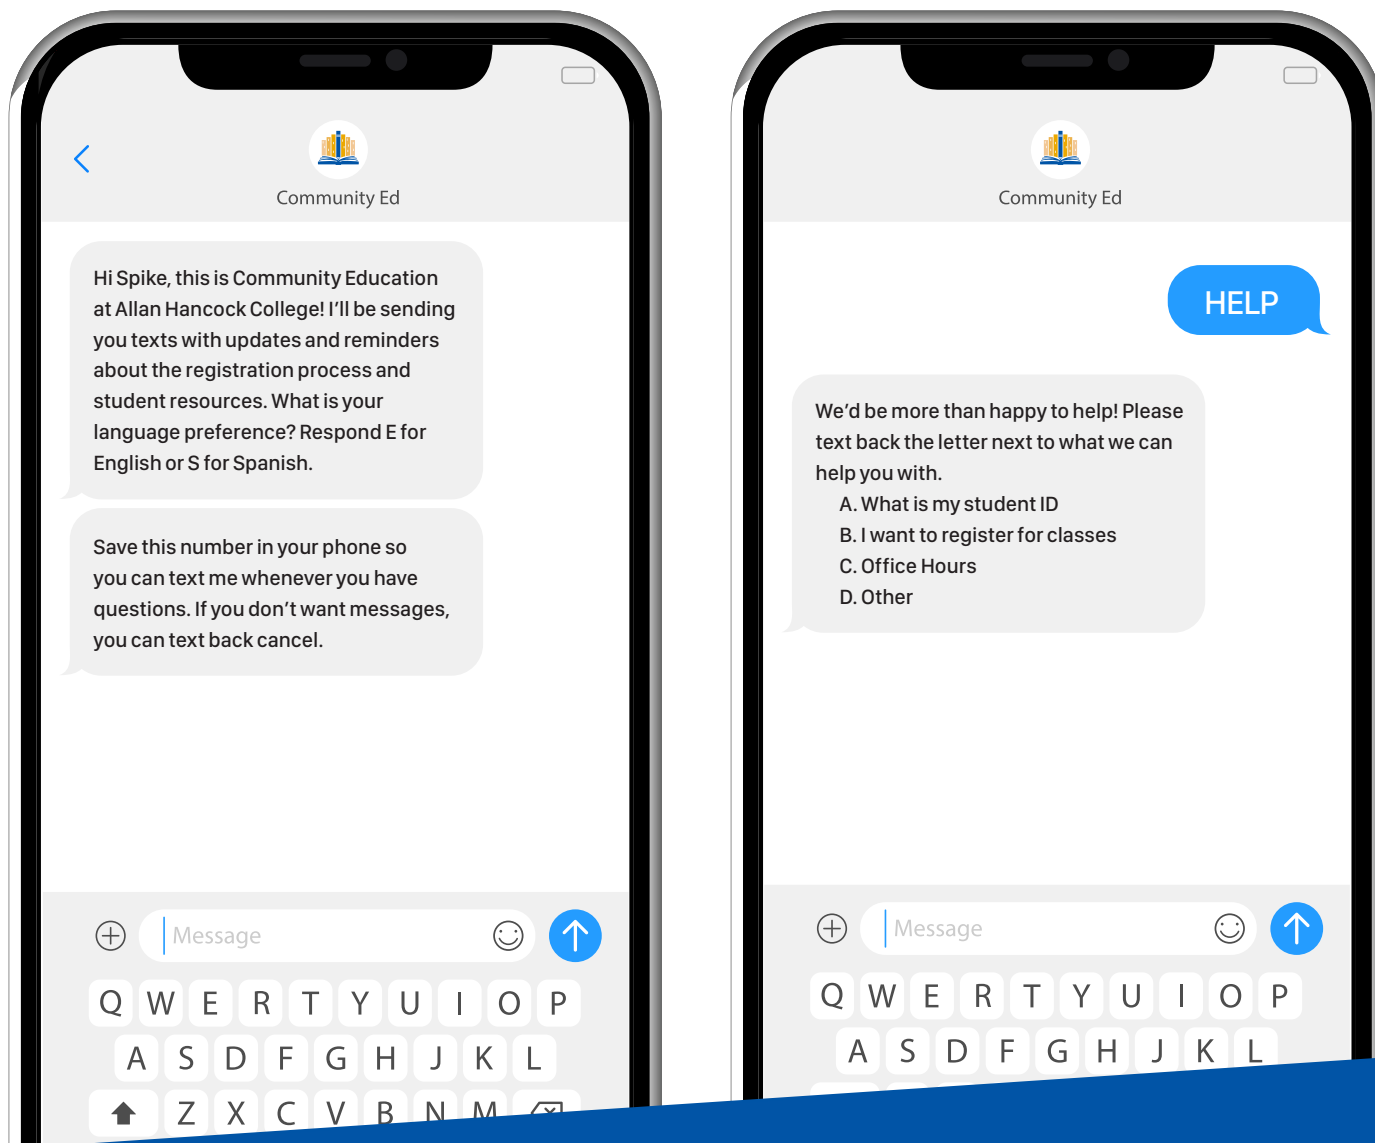 Community Ed
Hi Spike, this is Community Education
at Allan Hancock College! I’ll be sending
you texts with updates and reminders
about the registration process and
student resources. What is your
language preference? Respond E for
English or S for Spanish.
Save this number in your phone so
you can text me whenever you have
questions. If you don’t want messages,
you can text back cancel.
Message
Q W E R T Y U I O P
A S D F G H J K L
Z X C V B N M
Community Ed
HELP
We’d be more than happy to help! Please
text back the letter next to what we can
help you with.
A. What is my student ID
B. I want to register for classes
C. Office Hours
D. Other
Message
Q W E R T Y U I O P
A S D F G H J K L